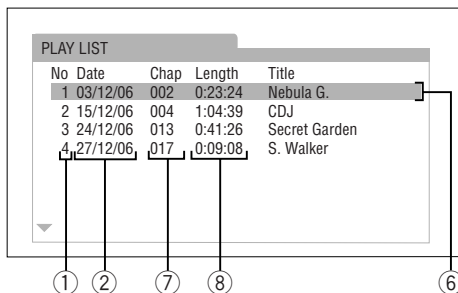 PLAY LIST
No Date Chap Length Title
1 03/12/06 002 0:23:24 Nebula G.
2 15/12/06 004 1:04:39 CDJ
3 24/12/06 013 0:41:26 Secret Garden
4 27/12/06 017 0:09:08 S. Walker
① ② ⑦ ⑧ ⑥